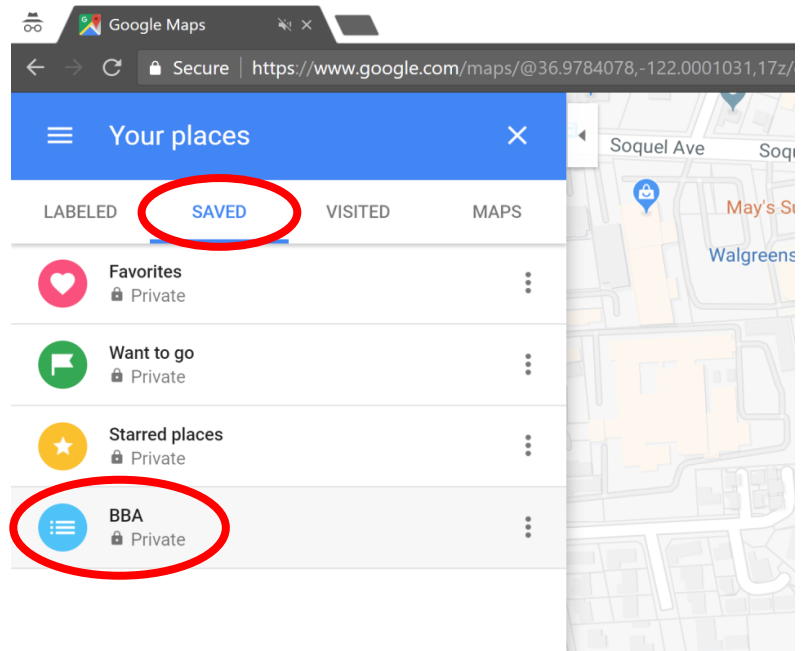 Google Maps
Secure | https://www.google.com/maps/@36.9784078,-122.0001031,17z/
Your places
LABELED SAVED VISITED MAPS
Favorites
Private
Want to go
Private
Starred places
Private
BBA
Private
Soquel Ave
May's
Walgreens